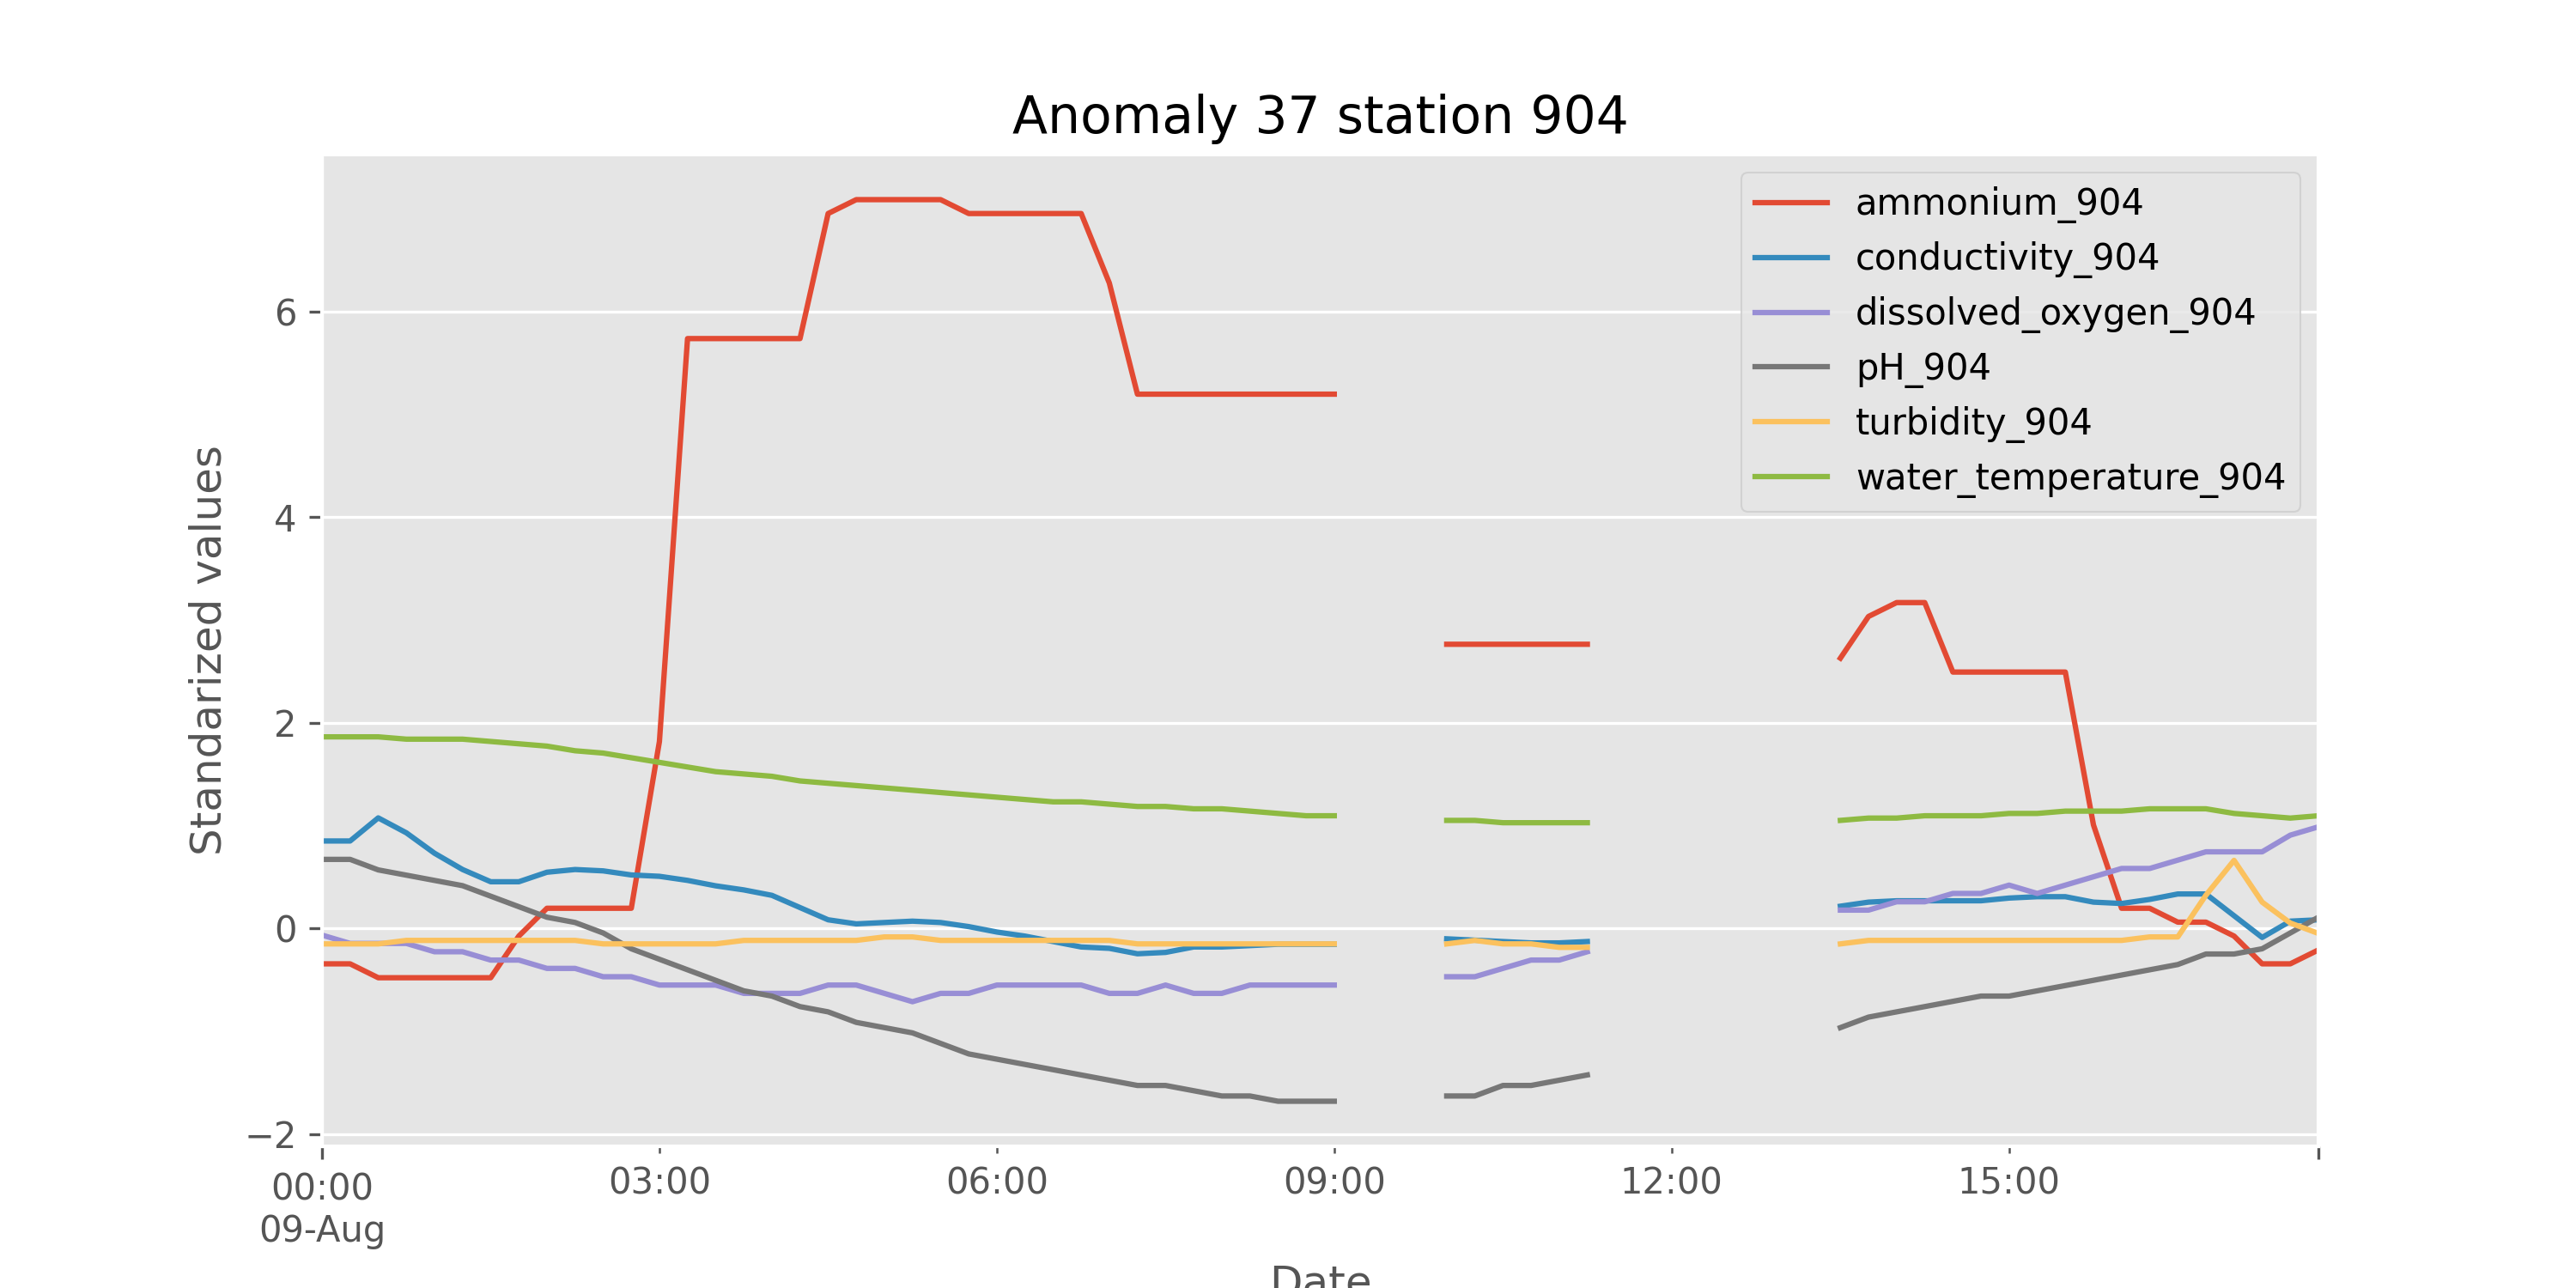 Anomaly 37 station 904
ammonium_904
conductivity_904
dissolved_oxygen_904
pH_904
turbidity_904
water_temperature_904
Standarized values
6
4
2
0
−2
00:00
09-Aug
03:00
06:00
09:00
12:00
15:00
Date